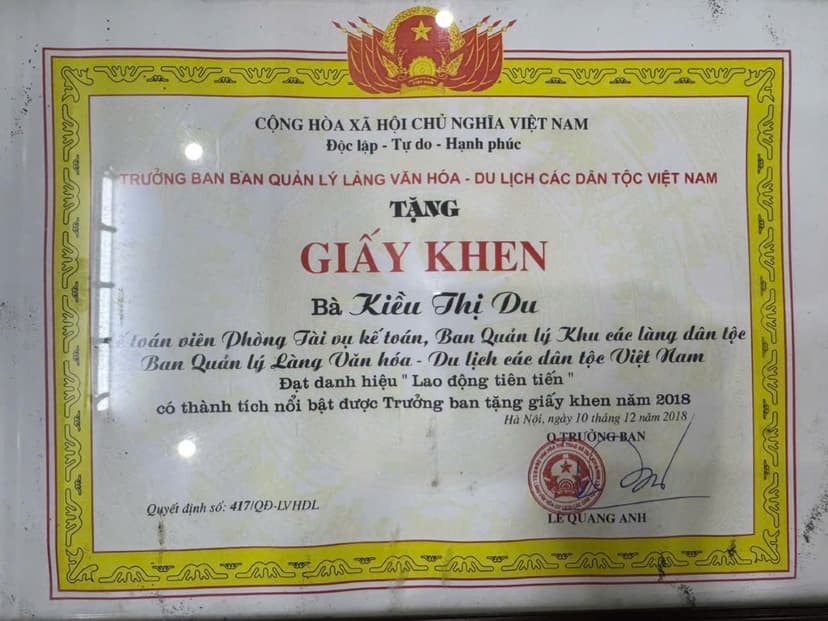 CỘNG HÒA XÃ HỘI CHỦ NGHĨA VIỆT NAM
Độc lập - Tự do - Hạnh phúc
TRƯỞNG BAN BAN QUẢN LÝ LÀNG VĂN HÓA - DU LỊCH CÁC DÂN TỘC VIỆT NAM
TẶNG
GIẤY KHEN
Bà Kiều Thị Du
toán viên Phòng Tài vụ kế toán, Ban Quản lý Khu các làng dân tộc
Ban Quản lý Làng Văn hóa - Du lịch các dân tộc Việt Nam
Đạt danh hiệu " Lao động tiên tiến "
có thành tích nổi bật được Trưởng ban tặng giấy khen năm 2018
Hà Nội, ngày 10 tháng 12 năm 2018
Q.TRƯỞNG BAN
Quyết định số: 417/QĐ-LVHDL
LÊ QUANG ANH